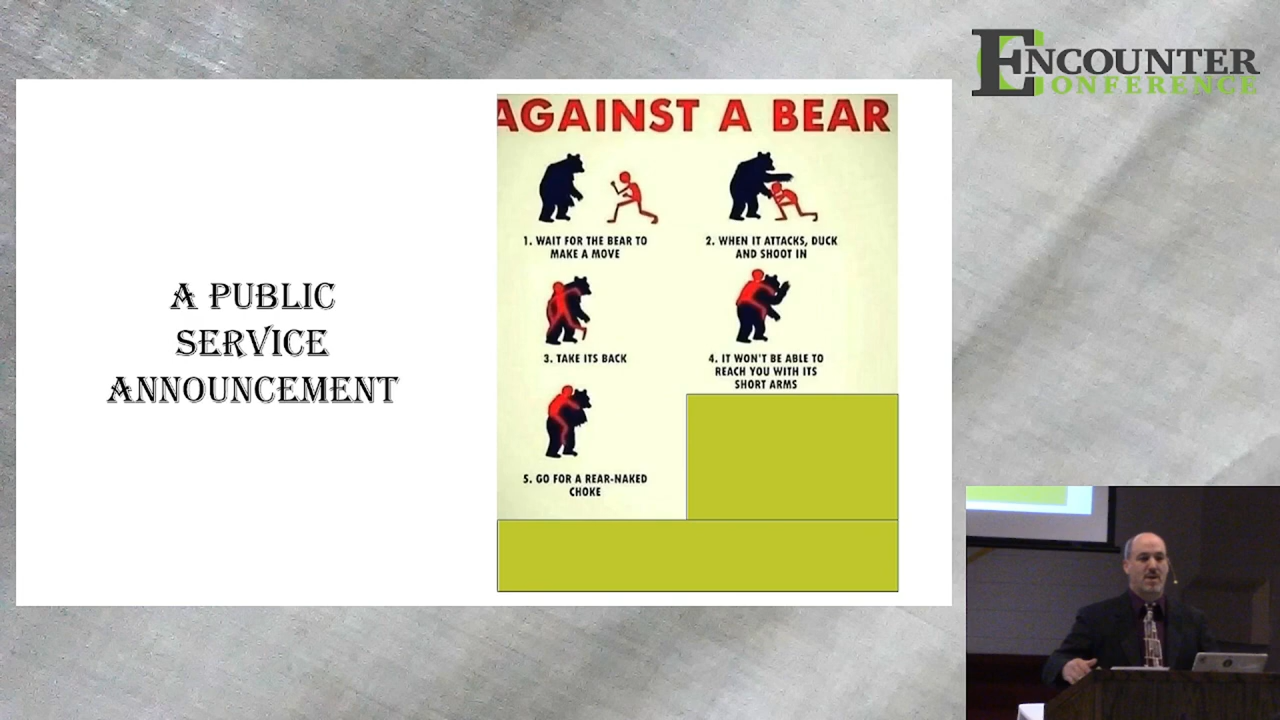 ENCOUNTER
CONFERENCE
A PUBLIC
SERVICE
ANNOUNCEMENT
AGAINST A BEAR
1. WAIT FOR THE BEAR TO
MAKE A MOVE
2. WHEN IT ATTACKS, DUCK
AND SHOOT IN
3. TAKE ITS BACK
4. IT WON'T BE ABLE TO
REACH YOU WITH ITS
SHORT ARMS
5. GO FOR A REAR-NAKED
CHOKE